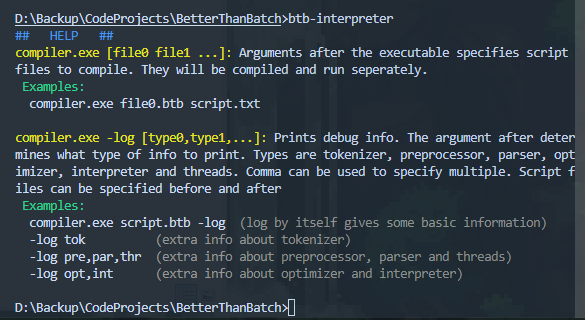 D:\Backup\CodeProjects\BetterThanBatch>btb-interpreter
##   HELP   ##
compiler.exe [file0 file1 ...]: Arguments after the executable specifies script
files to compile. They will be compiled and run seperately.
 Examples:
  compiler.exe file0.btb script.txt

compiler.exe -log [type0,type1,...]: Prints debug info. The argument after deter
mines what type of info to print. Types are tokenizer, preprocessor, parser, opt
imizer, interpreter and threads. Comma can be used to specify multiple. Script f
iles can be specified before and after
 Examples:
  compiler.exe script.btb -log  (log by itself gives some basic information)
  -log tok          (extra info about tokenizer)
  -log pre,par,thr  (extra info about preprocessor, parser and threads)
  -log opt,int      (extra info about optimizer and interpreter)

D:\Backup\CodeProjects\BetterThanBatch>